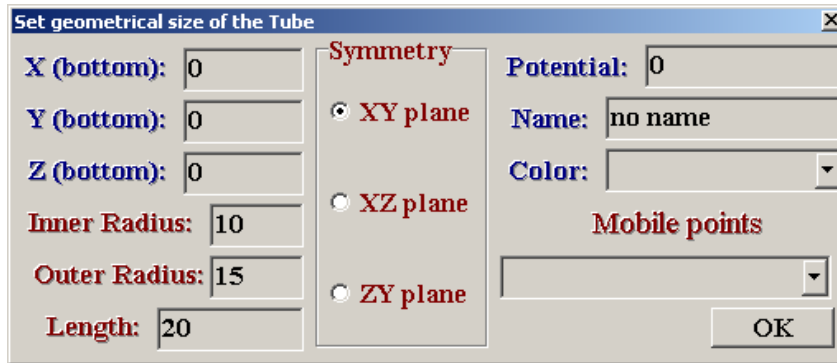 Set geometrical size of the Tube
X (bottom): 0
Y (bottom): 0
Z (bottom): 0
Inner Radius: 10
Outer Radius: 15
Length: 20
Symmetry
XY plane
XZ plane
ZY plane
Potential: 0
Name: no name
Color:
Mobile points
OK